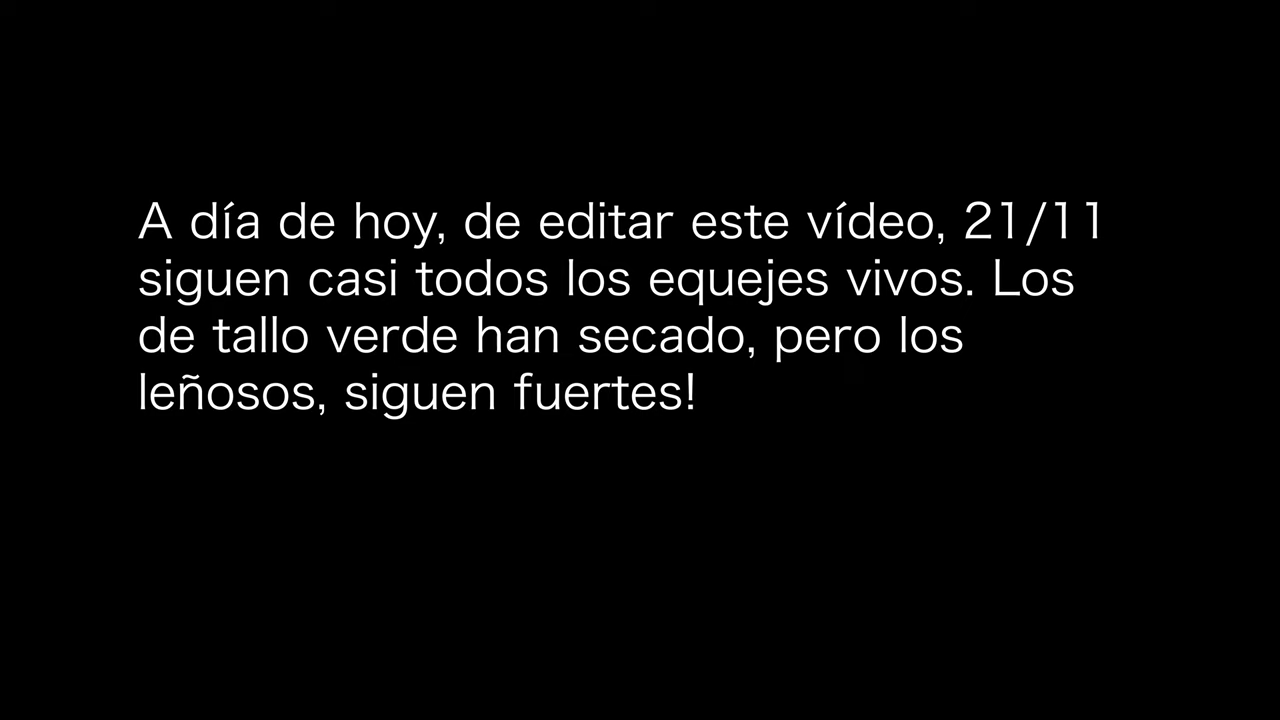 A día de hoy, de editar este vídeo, 21/11
siguen casi todos los equejes vivos. Los
de tallo verde han secado, pero los
leñosos, siguen fuertes!